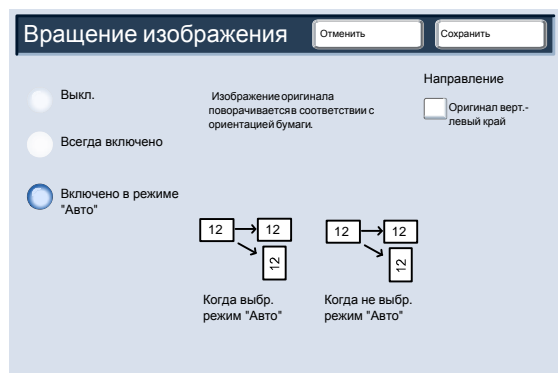 Вращение изображения
Отменить
Сохранить
Выкл.
Всегда включено
Включено в режиме
"Авто"
Изображение оригинала
поворачивается в соответствии с
ориентацией бумаги.
Направление
Оригинал верт.-
левый край
12 12
12
12 12
12
Когда выбр.
режим "Авто"
Когда не выбр.
режим "Авто"